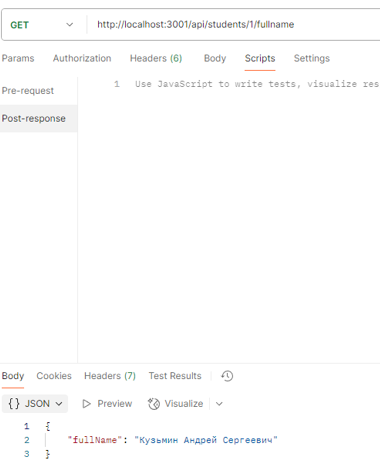 GET http://localhost:3001/api/students/1/fullname
Params Authorization Headers (6) Body Scripts Settings
Pre-request
1 Use JavaScript to write tests, visualize res
Post-response
Body Cookies Headers (7) Test Results
{} JSON Preview Visualize
1 {
2 "fullName": "Кузьмин Андрей Сергеевич"
3 }